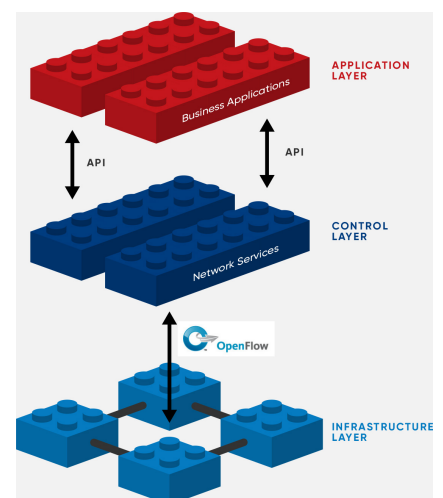 APPLICATION
LAYER
Business Applications
API
API
CONTROL
LAYER
Network Services
OpenFlow
INFRASTRUCTURE
LAYER